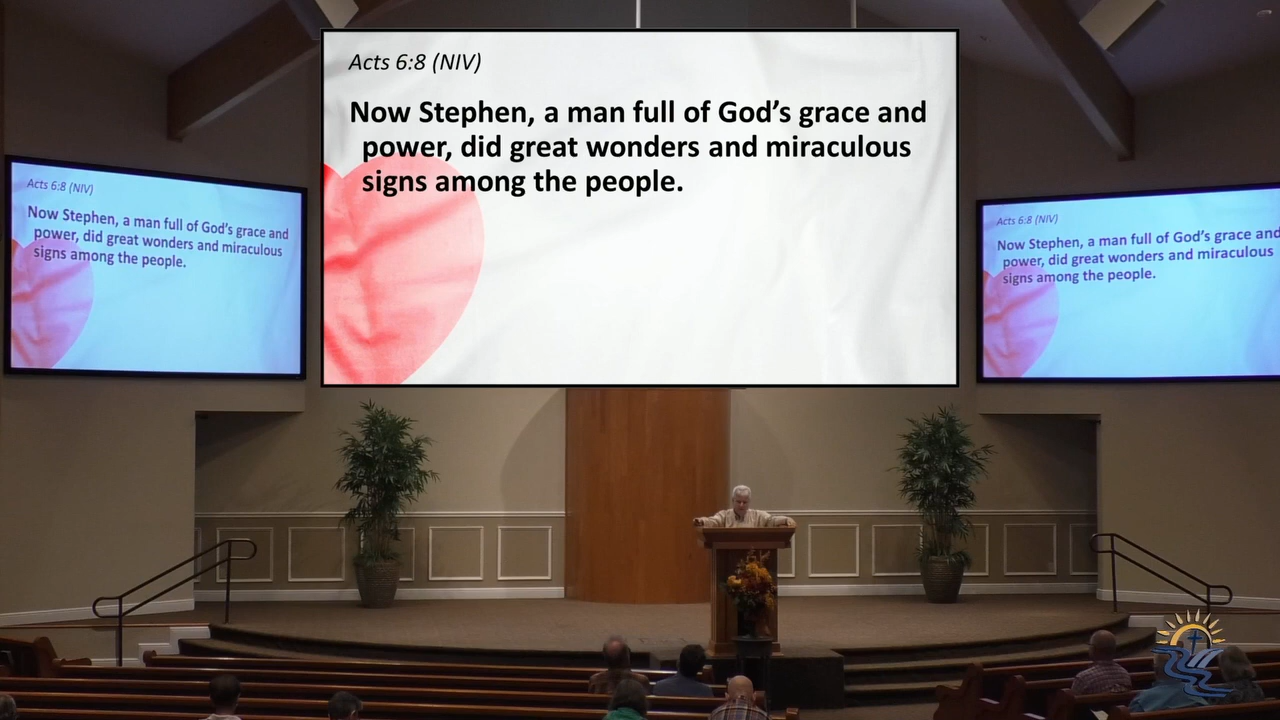 Acts 6:8 (NIV)
Now Stephen, a man full of God's grace and
power, did great wonders and miraculous
signs among the people.
Acts 6:8 (NIV)
Now Stephen, a man full of God's grace and
power, did great wonders and miraculous
signs among the people.
Acts 6:8 (NIV)
Now Stephen, a man full of God's grace and
power, did great wonders and miraculous
signs among the people.